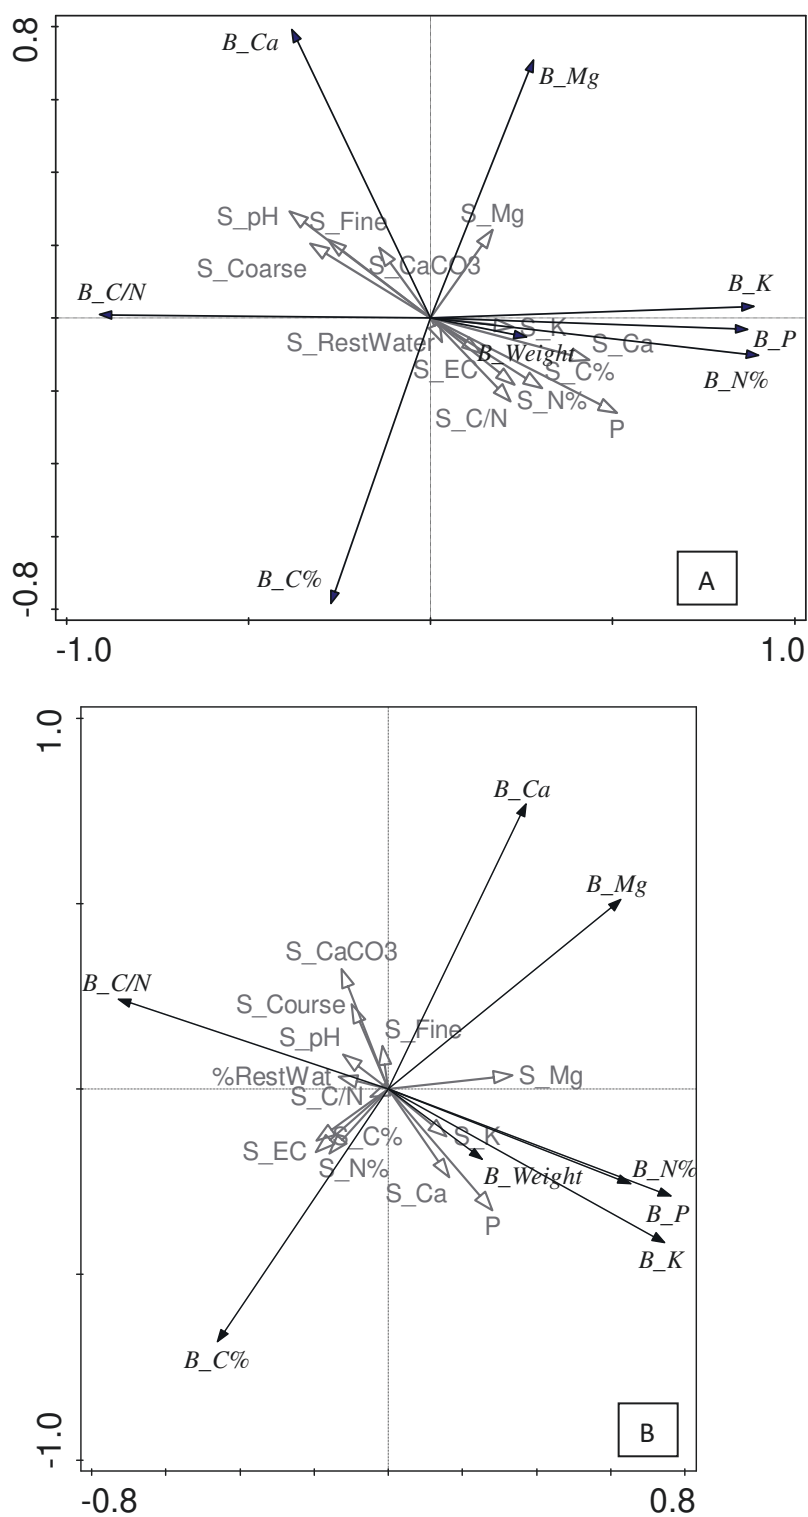 0.8
B_Ca
B_Mg
S_pH
S_Fine
S_Mg
S_Coarse
S_CaCO3
B_C/N
B_K
S_RestWater
S_K
B_Weight
S_Ca
B_P
S_EC
S_C%
B_N%
S_N%
S_C/N
P
B_C%
A
-0.8
-1.0
1.0
1.0
B_Ca
B_Mg
S_CaCO3
B_C/N
S_Course
S_Fine
S_pH
%RestWat
S_Mg
S_C/N
S_EC
S_C%
S_K
S_N%
B_Weight
B_N%
S_Ca
B_P
P
B_K
B_C%
B
-1.0
-0.8
0.8